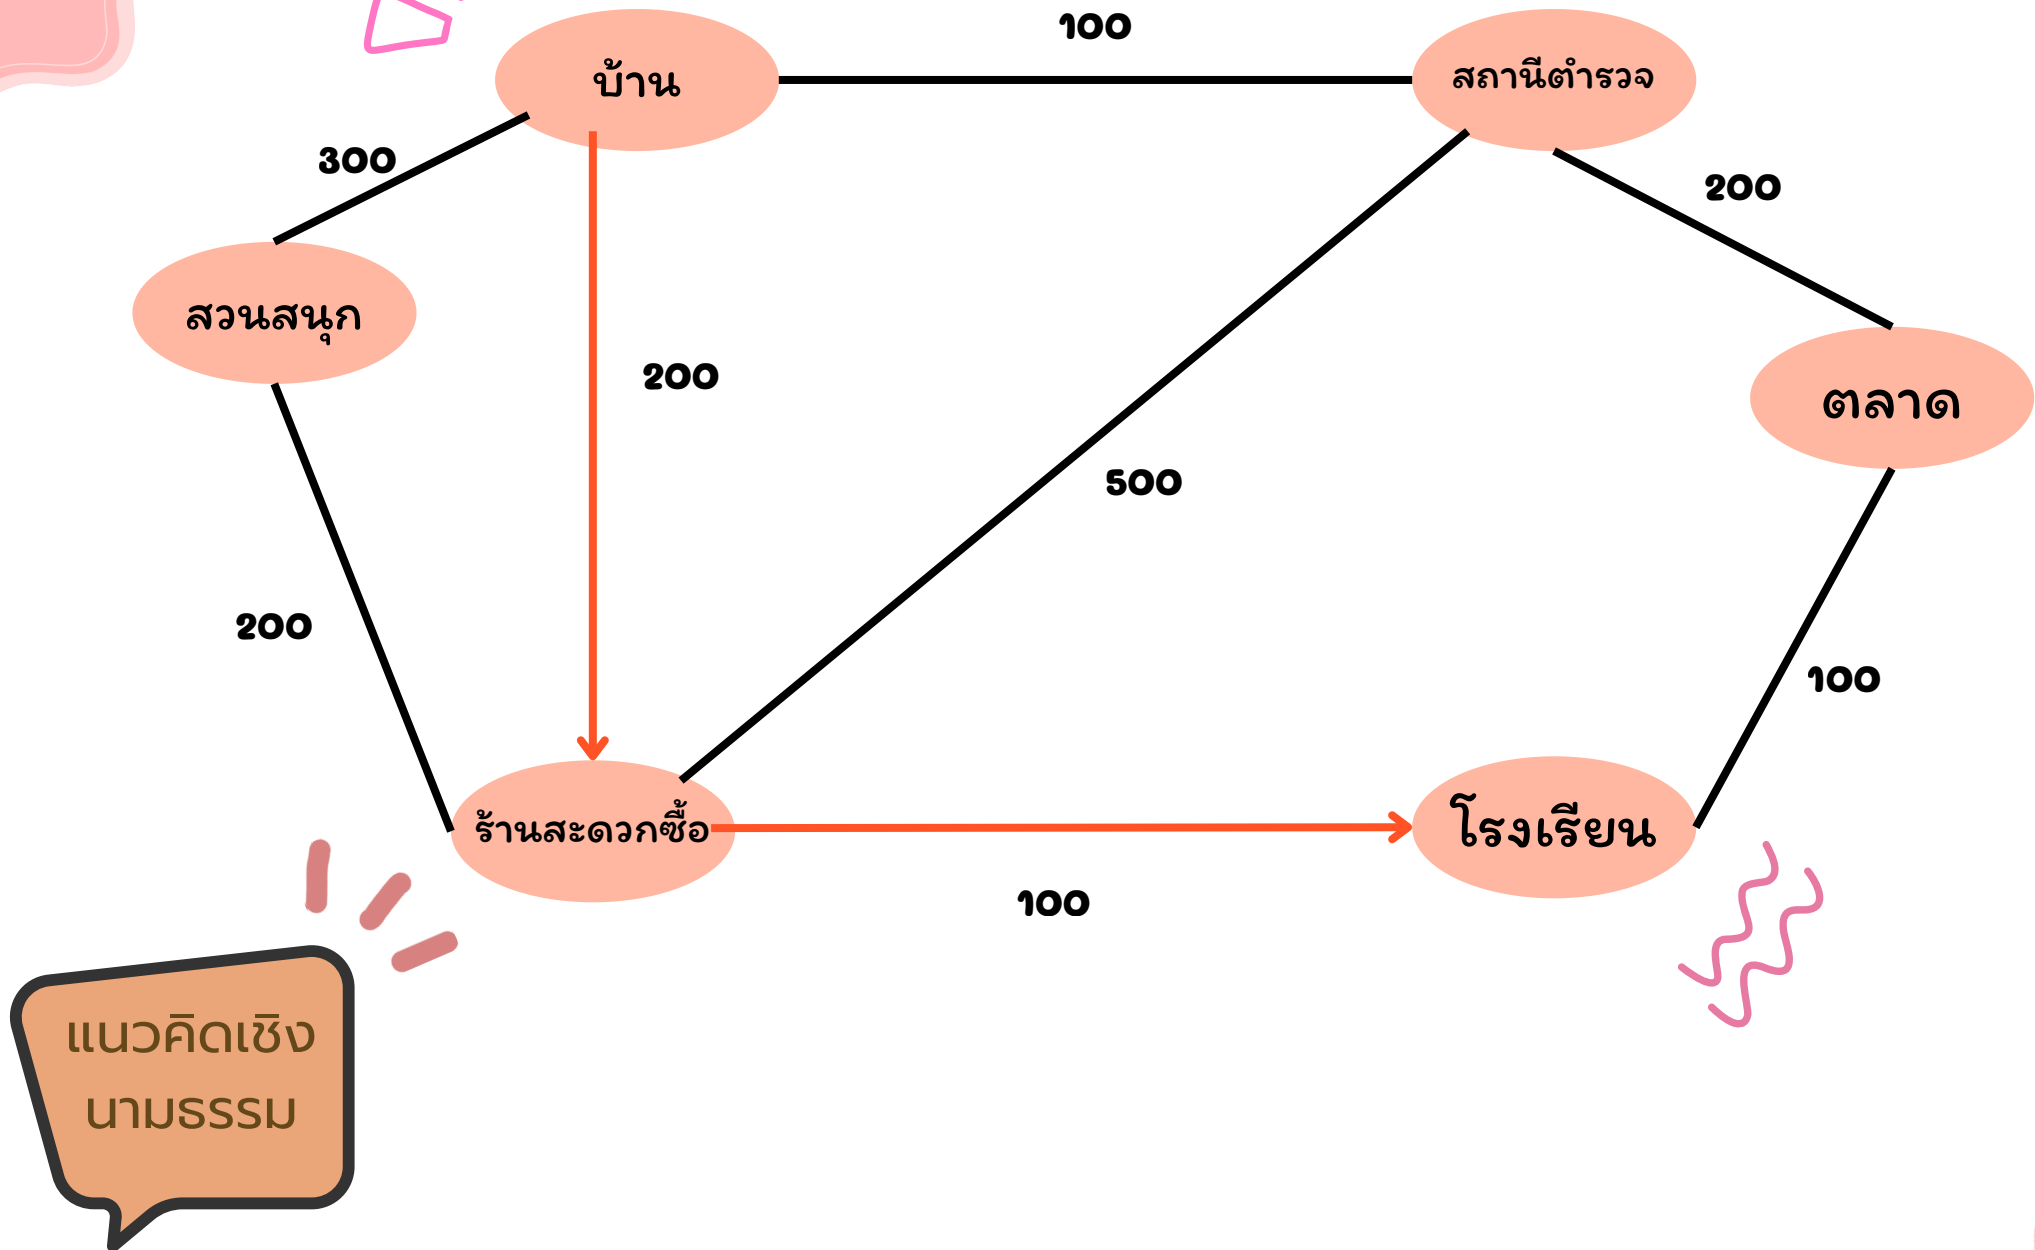 100
บ้าน
สถานีตำรวจ
300
200
สวนสนุก
200
ตลาด
500
200
100
ร้านสะดวกซื้อ
โรงเรียน
100
แนวคิดเชิง
นามธรรม